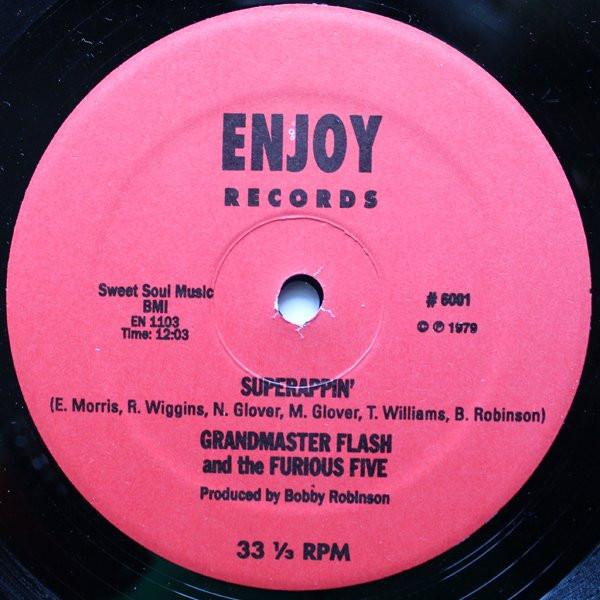 ENJOY
RECORDS
Sweet Soul Music
BMI
EN 1103
Time: 12:03
# 6001
© ℗ 1979
SUPERAPPIN'
(E. Morris, R. Wiggins, N. Glover, M. Glover, T. Williams, B. Robinson)
GRANDMASTER FLASH
and the FURIOUS FIVE
Produced by Bobby Robinson
33 ⅓ RPM